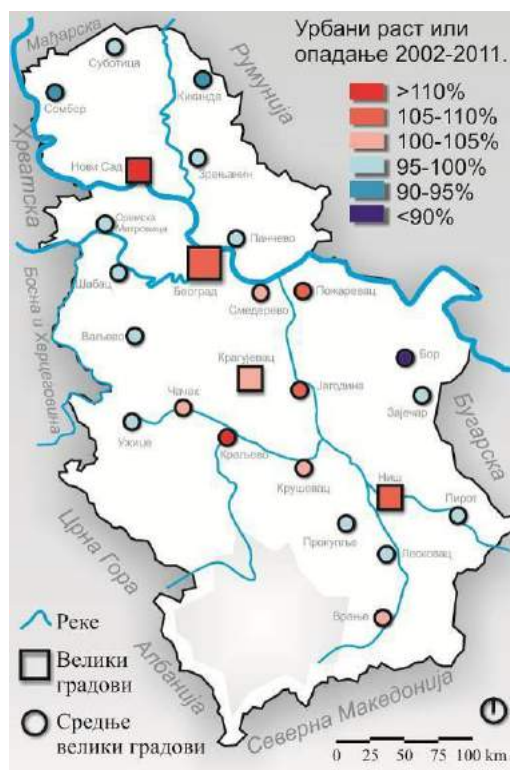 Урбани раст или
опадање 2002-2011.
>110%
105-110%
100-105%
95-100%
90-95%
<90%
Мађарска
Румунија
Хрватска
Босна и Херцеговина
Црна Гора
Албанија
Северна Македонија
Бугарска
Суботица
Сомбор
Кикинда
Нови Сад
Зрењанин
Сремска
Митровица
Панчево
Шабац
Београд
Смедерево
Пожаревац
Ваљево
Крагујевац
Бор
Чачак
Јагодина
Зајечар
Ужице
Краљево
Крушевац
Ниш
Пирот
Прокупље
Лесковац
Врање
Реке
Велики
градови
Средње
велики градови
0 25 50 75 100 km